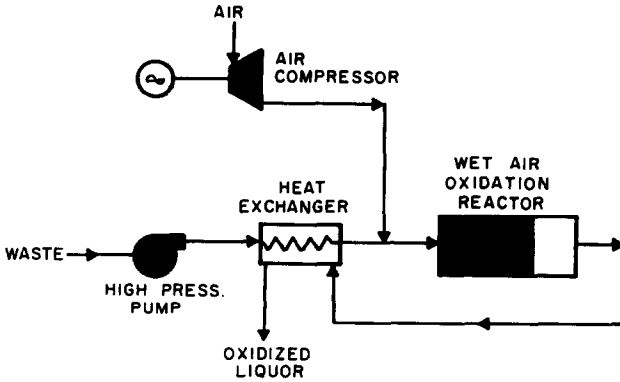 AIR
AIR
COMPRESSOR
WET AIR
OXIDATION
REACTOR
HEAT
EXCHANGER
WASTE
HIGH PRESS.
PUMP
OXIDIZED
LIQUOR